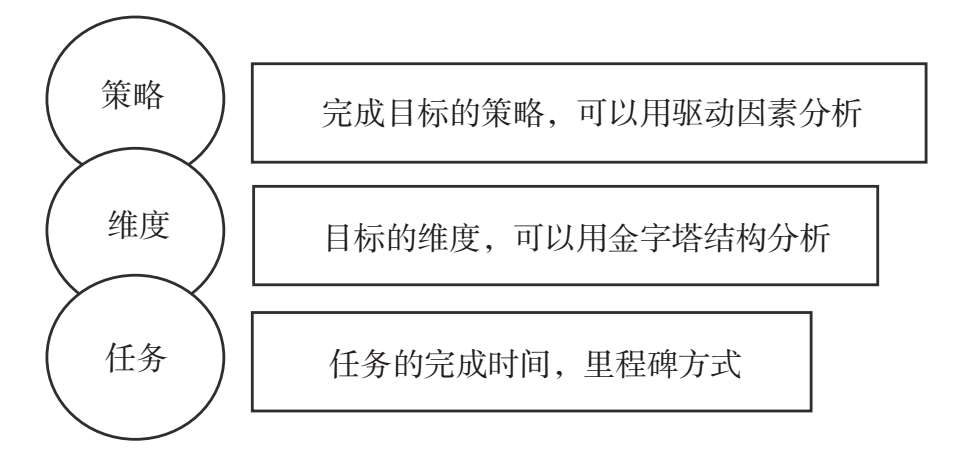 策略
完成目标的策略，可以用驱动因素分析
维度
目标的维度，可以用金字塔结构分析
任务
任务的完成时间，里程碑方式